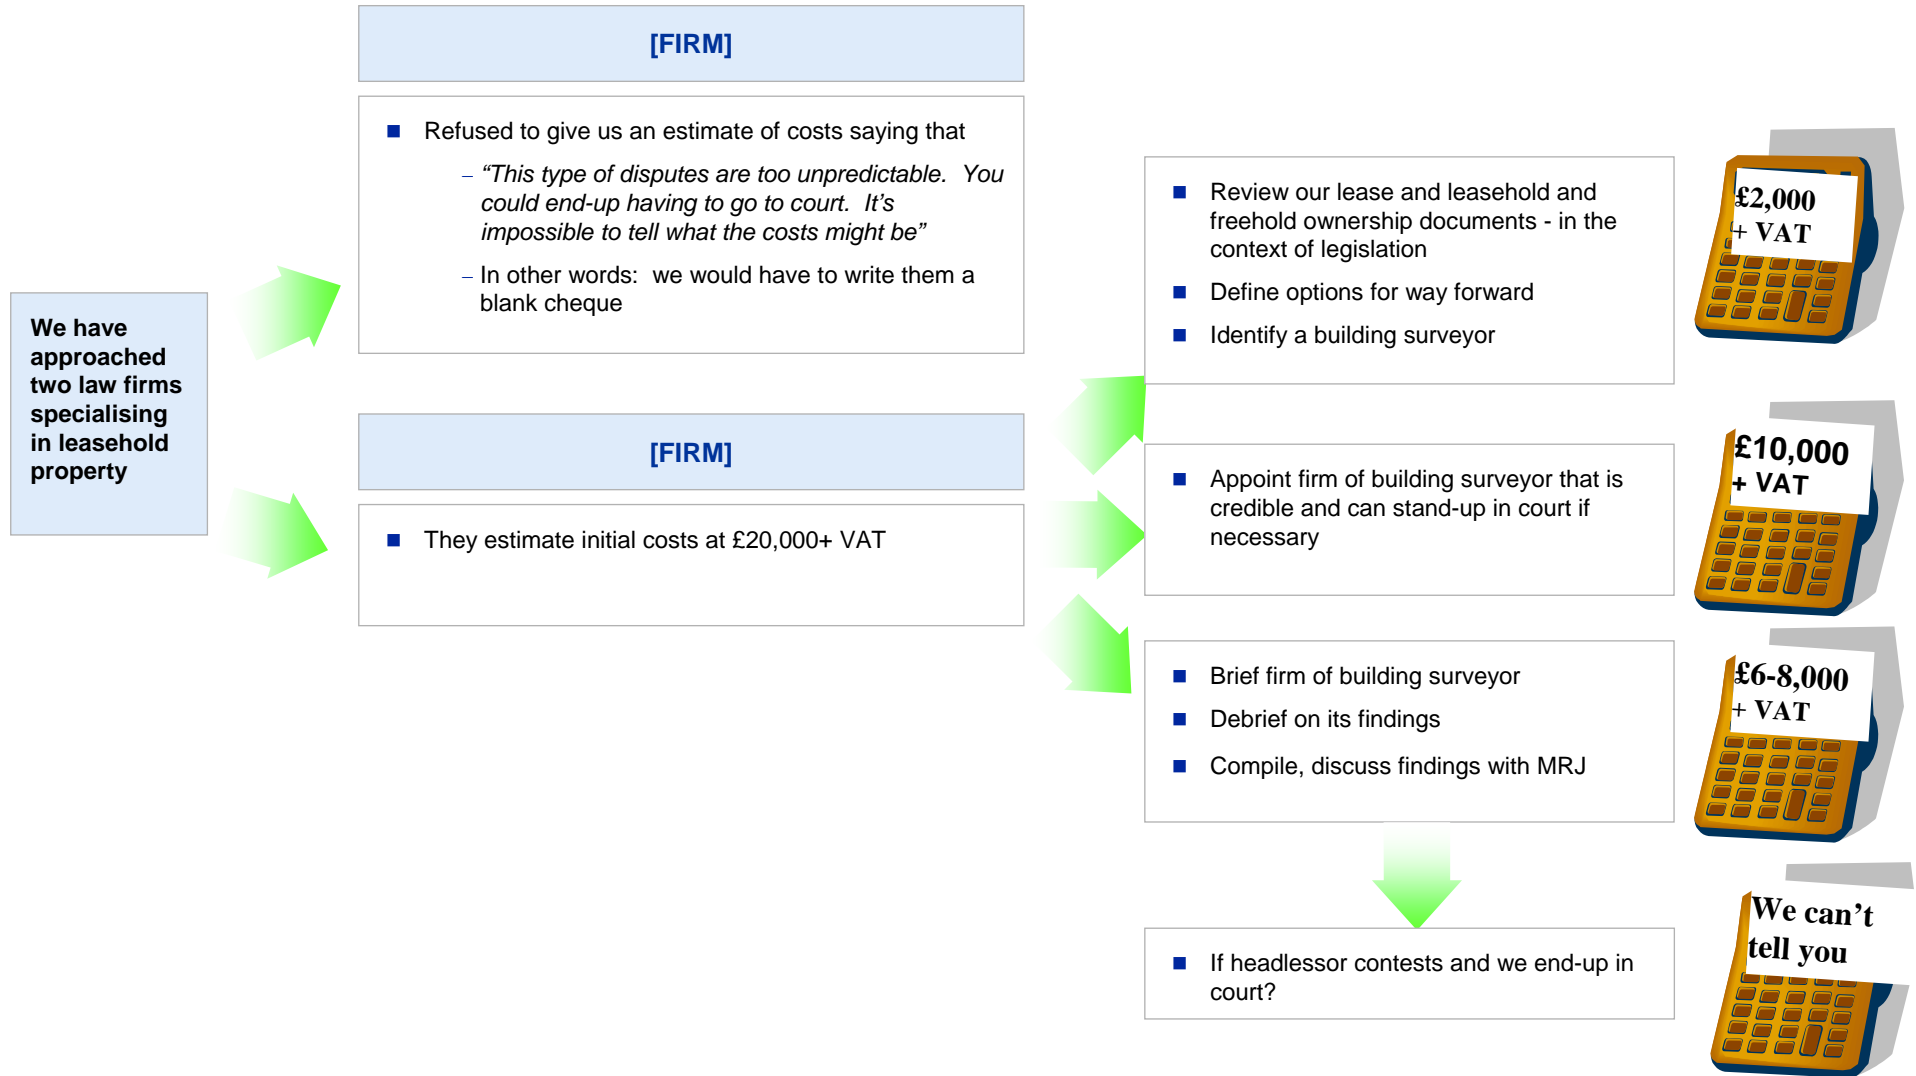 [FIRM]
Refused to give us an estimate of costs saying that
– “This type of disputes are too unpredictable. You
could end-up having to go to court. It’s
impossible to tell what the costs might be”
– In other words: we would have to write them a
blank cheque
We have
approached
two law firms
specialising
in leasehold
property
[FIRM]
They estimate initial costs at £20,000+ VAT
Review our lease and leasehold and
freehold ownership documents - in the
context of legislation
Define options for way forward
Identify a building surveyor
£2,000
+ VAT
Appoint firm of building surveyor that is
credible and can stand-up in court if
necessary
£10,000
+ VAT
Brief firm of building surveyor
Debrief on its findings
Compile, discuss findings with MRJ
£6-8,000
+ VAT
If headlessor contests and we end-up in
court?
We can’t
tell you